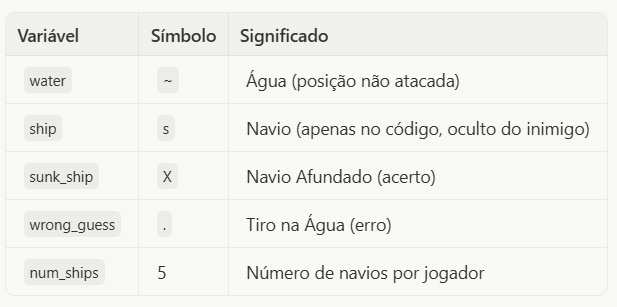 Variável Símbolo Significado
water ~ Água (posição não atacada)
ship s Navio (apenas no código, oculto do inimigo)
sunk_ship X Navio Afundado (acerto)
wrong_guess . Tiro na Água (erro)
num_ships 5 Número de navios por jogador